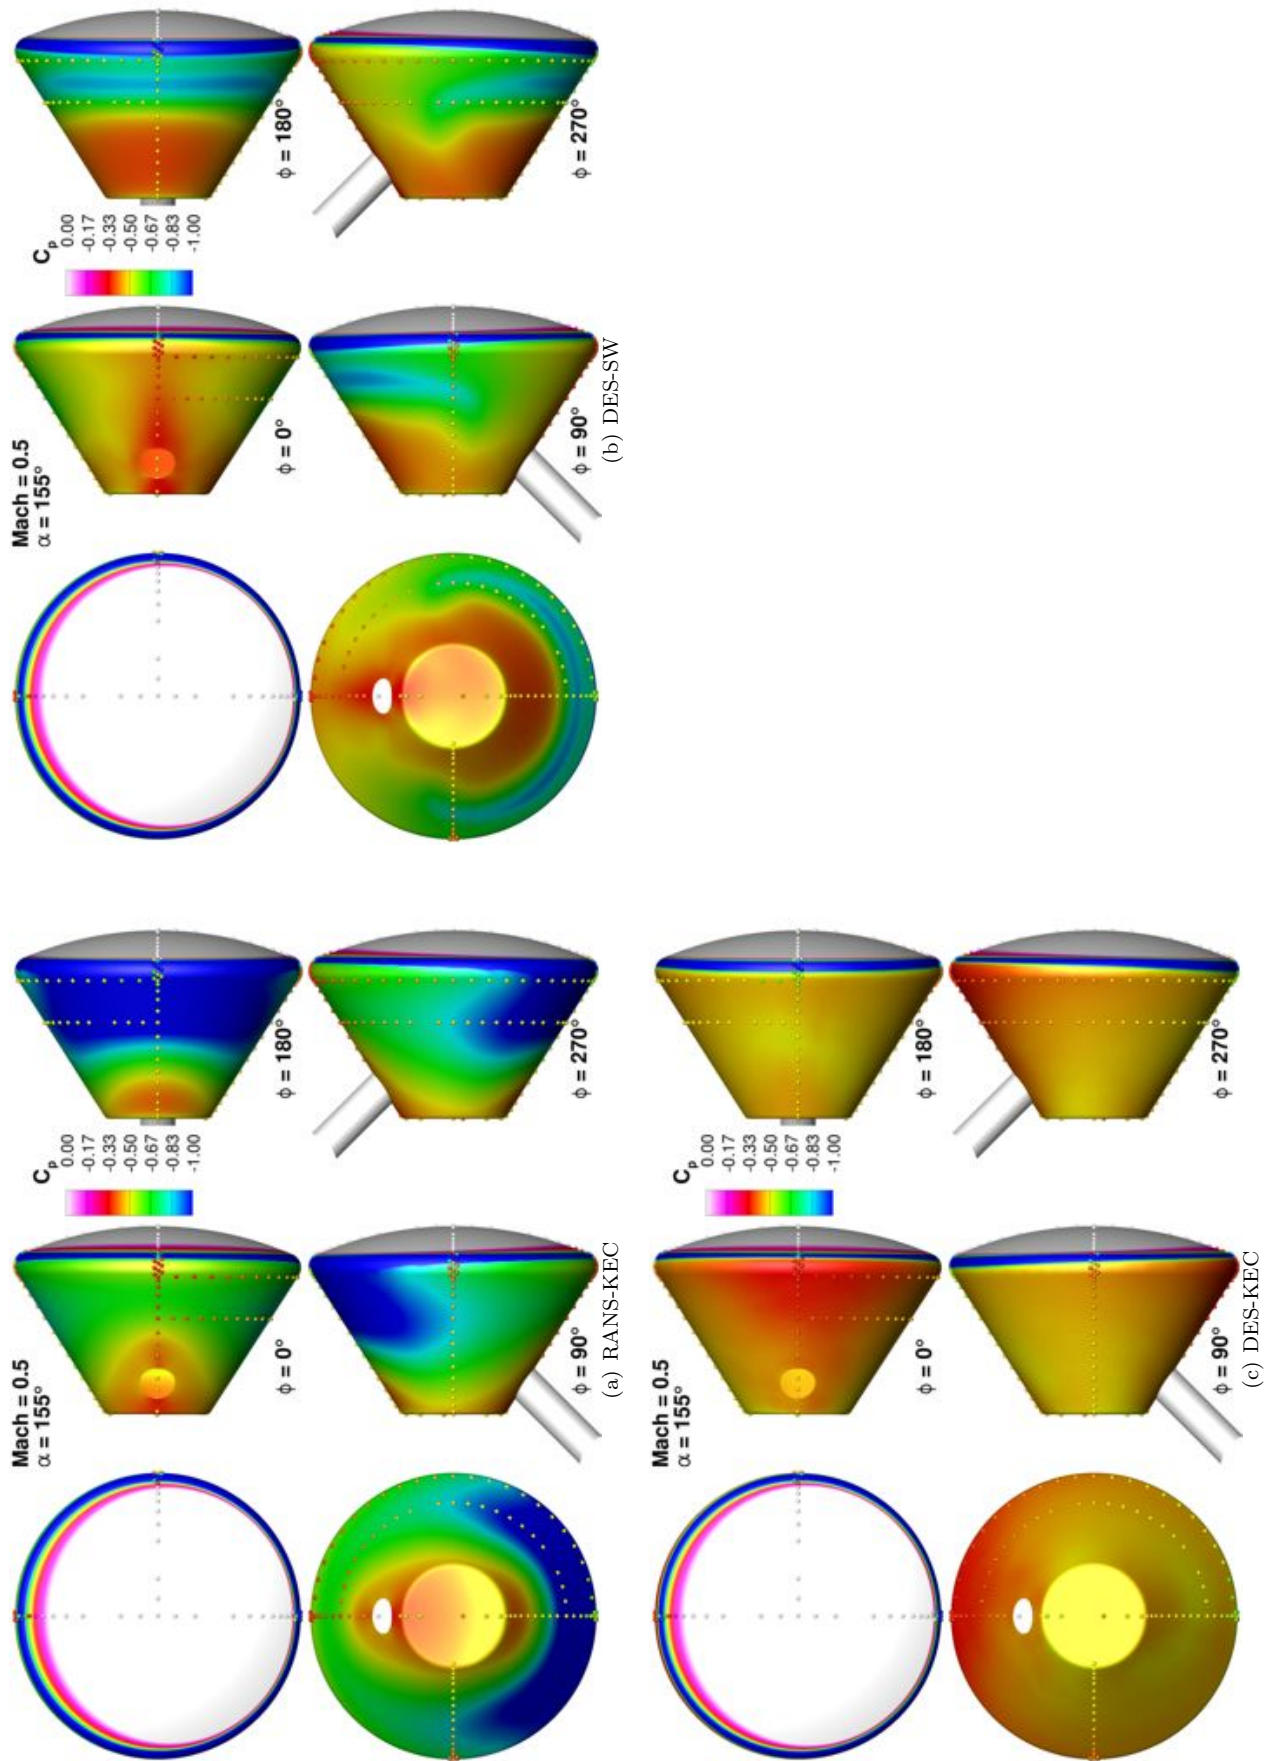 Mach = 0.5
α = 155°
C_p
0.00
-0.17
-0.33
-0.50
-0.67
-0.83
-1.00
ϕ = 0°
ϕ = 180°
ϕ = 90°
ϕ = 270°
(a) RANS-KEC
Mach = 0.5
α = 155°
C_p
0.00
-0.17
-0.33
-0.50
-0.67
-0.83
-1.00
ϕ = 0°
ϕ = 180°
ϕ = 90°
ϕ = 270°
(b) DES-SW
Mach = 0.5
α = 155°
C_p
0.00
-0.17
-0.33
-0.50
-0.67
-0.83
-1.00
ϕ = 0°
ϕ = 180°
ϕ = 90°
ϕ = 270°
(c) DES-KEC